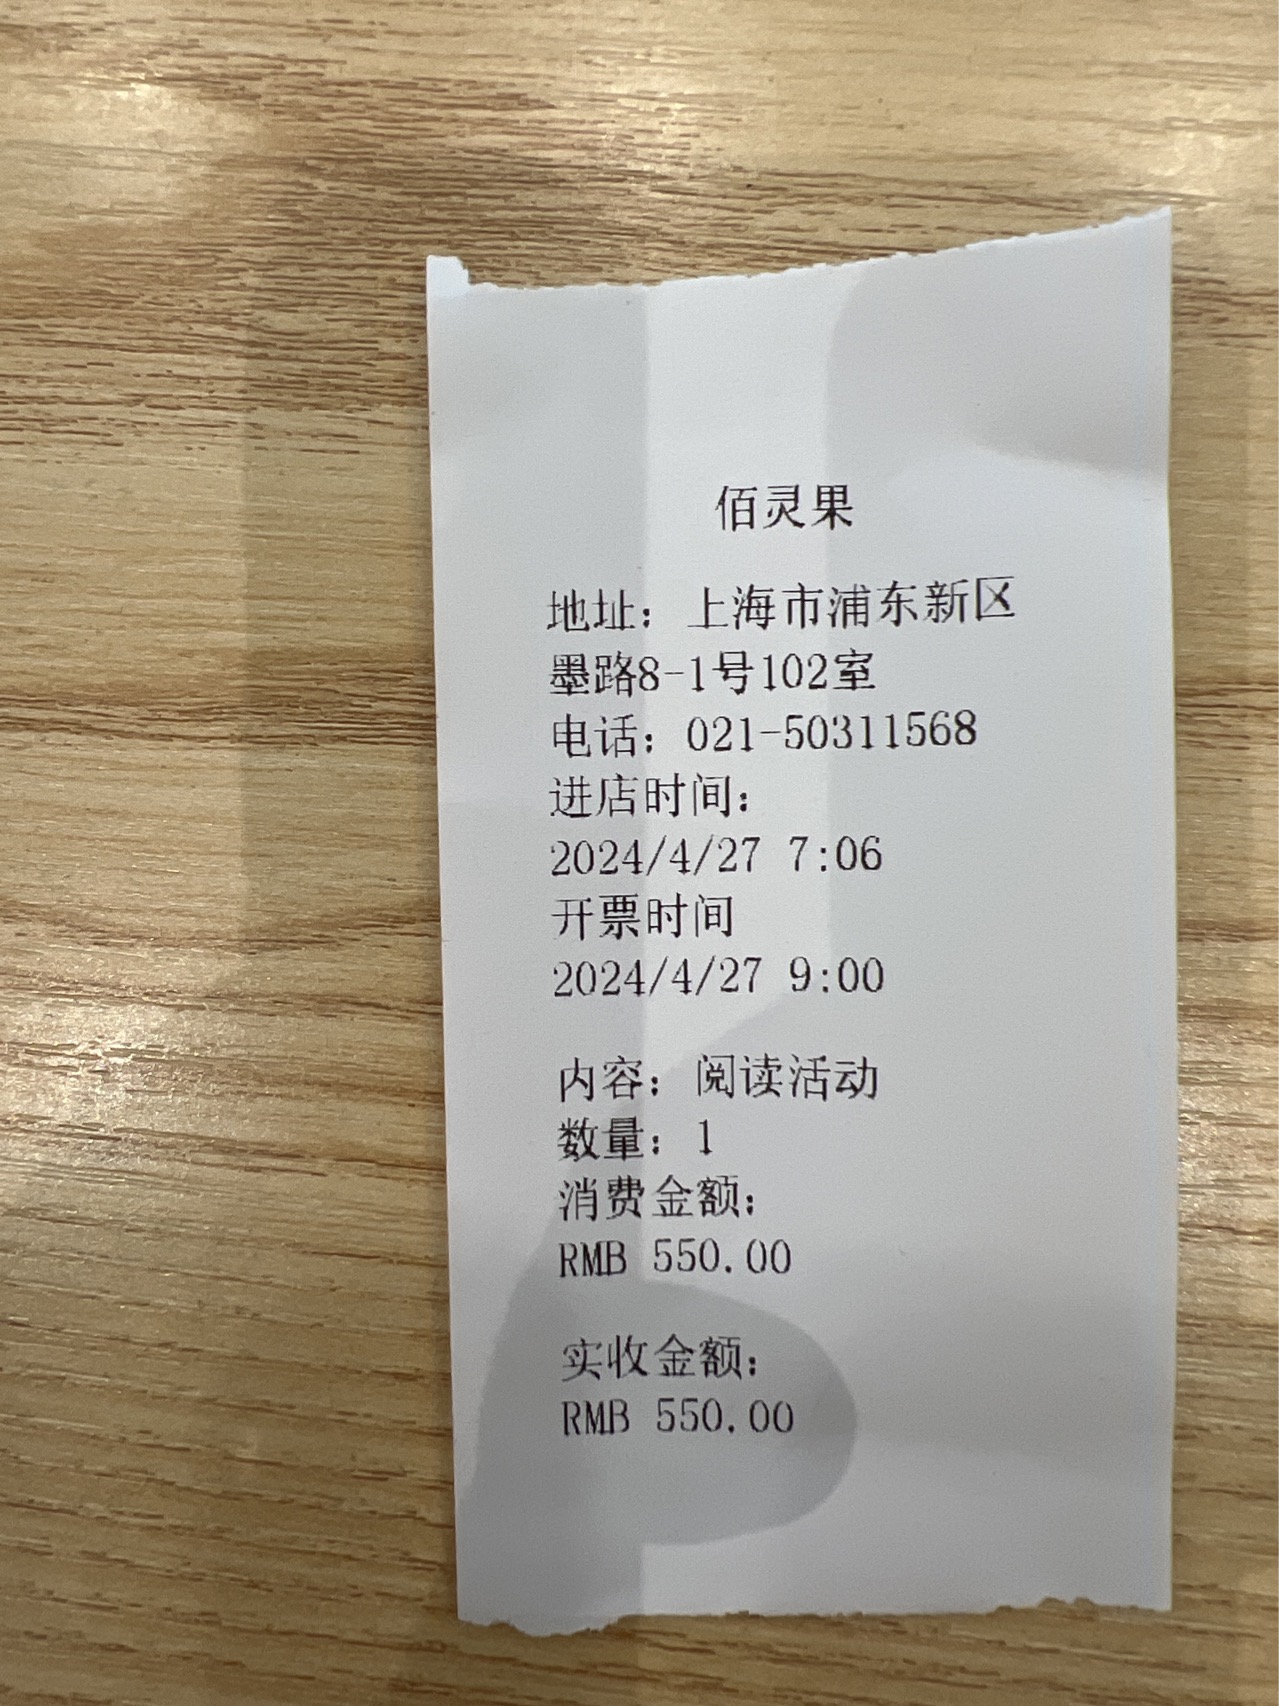 佰灵果
地址：上海市浦东新区
墨路8-1号102室
电话：021-50311568
进店时间：
2024/4/27 7:06
开票时间
2024/4/27 9:00
内容：阅读活动
数量：1
消费金额：
RMB 550.00
实收金额：
RMB 550.00